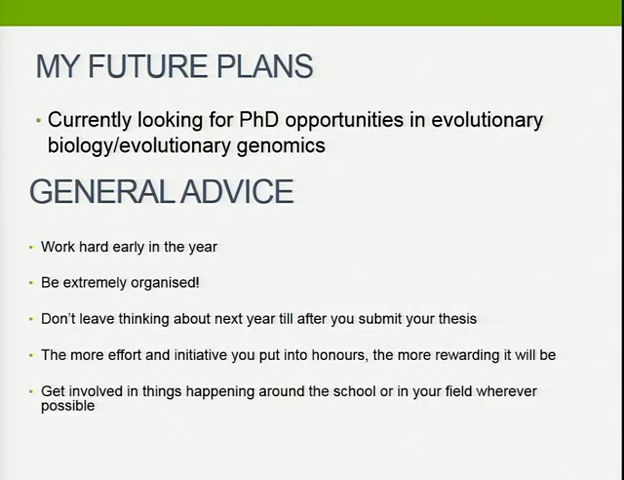 MY FUTURE PLANS
• Currently looking for PhD opportunities in evolutionary
biology/evolutionary genomics
GENERAL ADVICE
• Work hard early in the year
• Be extremely organised!
• Don't leave thinking about next year till after you submit your thesis
• The more effort and initiative you put into honours, the more rewarding it will be
• Get involved in things happening around the school or in your field wherever
possible